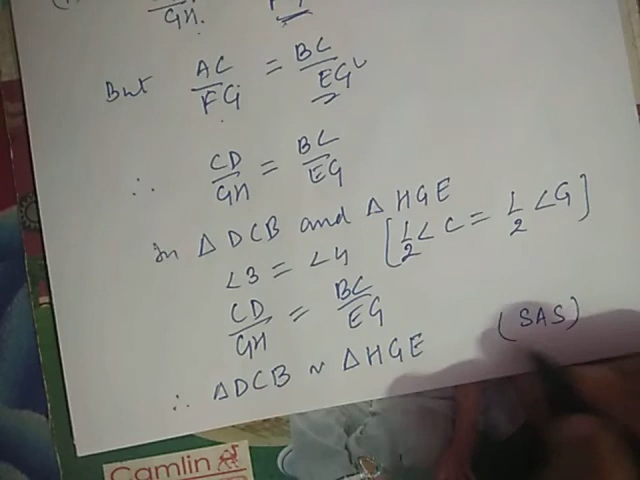 GH.
But AC/FG = BC/EG
∴ CD/GH = BC/EG
In △DCB and △HGE
∠3 = ∠4 [1/2∠C = 1/2∠G]
CD/GH = BC/EG
∴ △DCB ~ △HGE (SAS)
Camlin